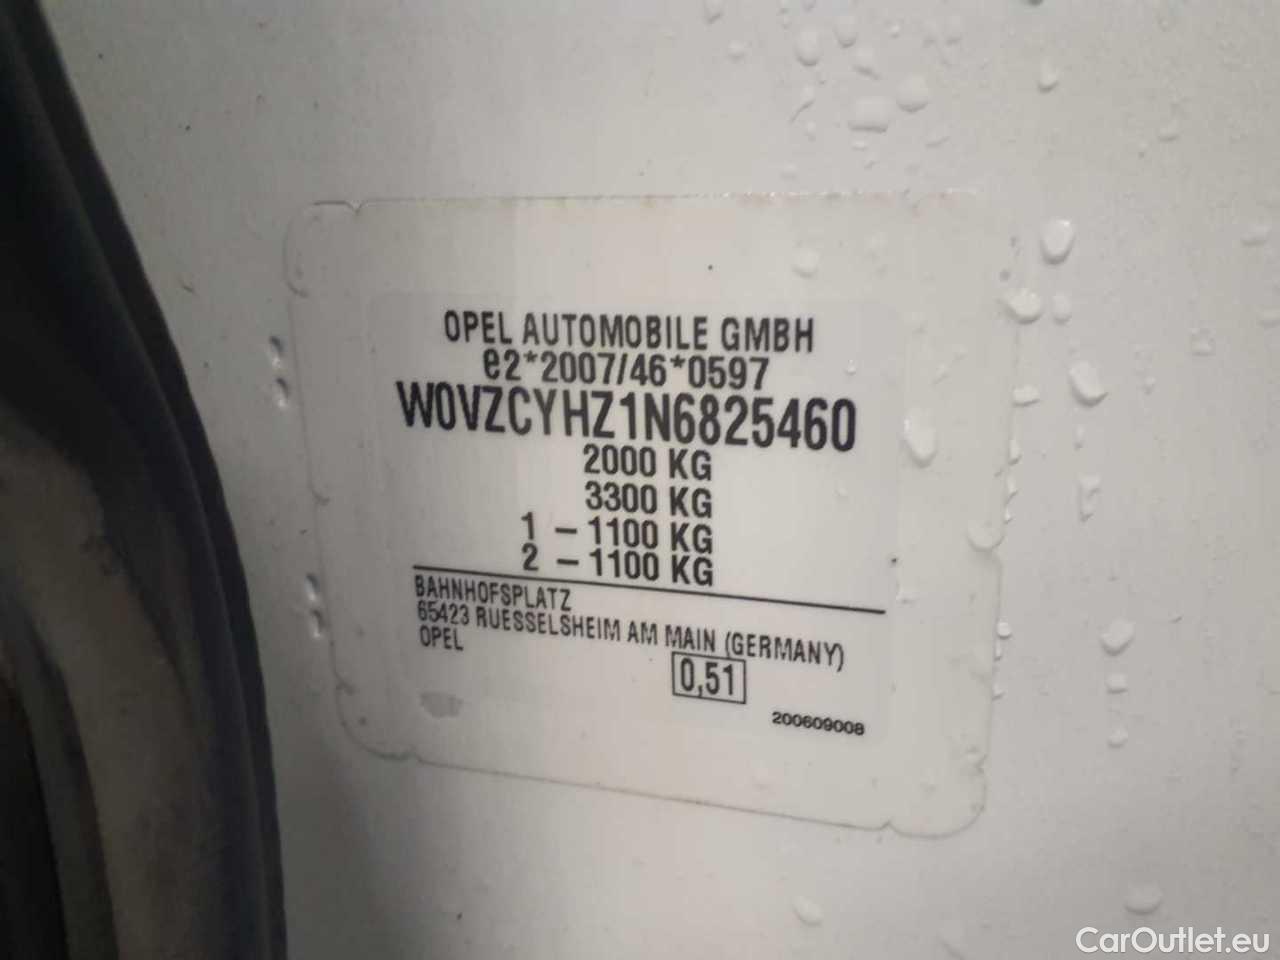 OPEL AUTOMOBILE GMBH
e2*2007/46*0597
W0VZCYHZ1N6825460
2000 KG
3300 KG
1 - 1100 KG
2 - 1100 KG
BAHNHOFSPLATZ
65423 RUESSELSHEIM AM MAIN (GERMANY)
OPEL
0,51
200609008
CarOutlet.eu